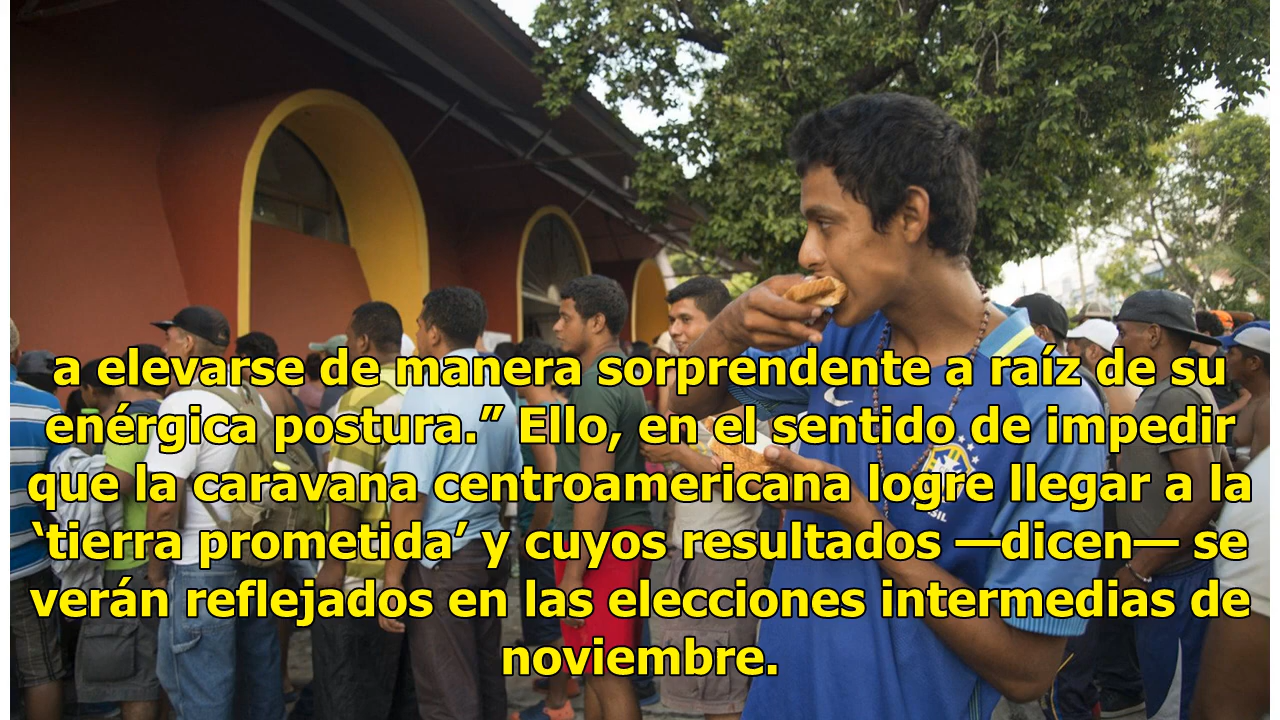 a elevarse de manera sorprendente a raíz de su
enérgica postura.” Ello, en el sentido de impedir
que la caravana centroamericana logre llegar a la
‘tierra prometida’ y cuyos resultados —dicen— se
verán reflejados en las elecciones intermedias de
noviembre.